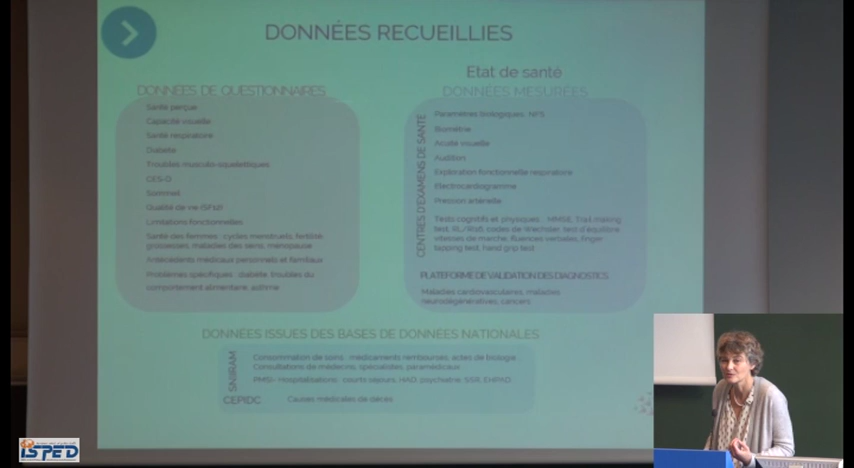 DONNÉES RECUEILLIES
Etat de santé
DONNÉES DE QUESTIONNAIRES
Santé perçue
Capacité visuelle
Santé respiratoire
Diabète
Troubles musculo-squelettiques
CES-D
Sommeil
Qualité de vie (SF12)
Limitations fonctionnelles
Santé des femmes : cycles menstruels, fertilité,
grossesses, maladies des seins, ménopause
Antécédents médicaux personnels et familiaux
Problèmes spécifiques : diabète, troubles du
comportement alimentaire, asthme
DONNÉES MESURÉES
CENTRES D'EXAMENS DE SANTÉ
Paramètres biologiques, NFS
Biométrie
Acuité visuelle
Audition
Exploration fonctionnelle respiratoire
Electrocardiogramme
Pression artérielle
Tests cognitifs et physiques : MMSE, Trail making
test, RL/RI16, codes de Wechsler, test d'équilibre,
vitesses de marche, fluences verbales, finger
tapping test, hand grip test
PLATEFORME DE VALIDATION DES DIAGNOSTICS
Maladies cardiovasculaires, maladies
neurodégénératives, cancers
DONNÉES ISSUES DES BASES DE DONNÉES NATIONALES
SNIIRAM
Consommation de soins : médicaments remboursés, actes de biologie
Consultations de médecins, spécialistes, paramédicaux
PMSI- Hospitalisations : courts séjours, HAD, psychiatrie, SSR, EHPAD
CEPIDC
Causes médicales de décès
ISPED